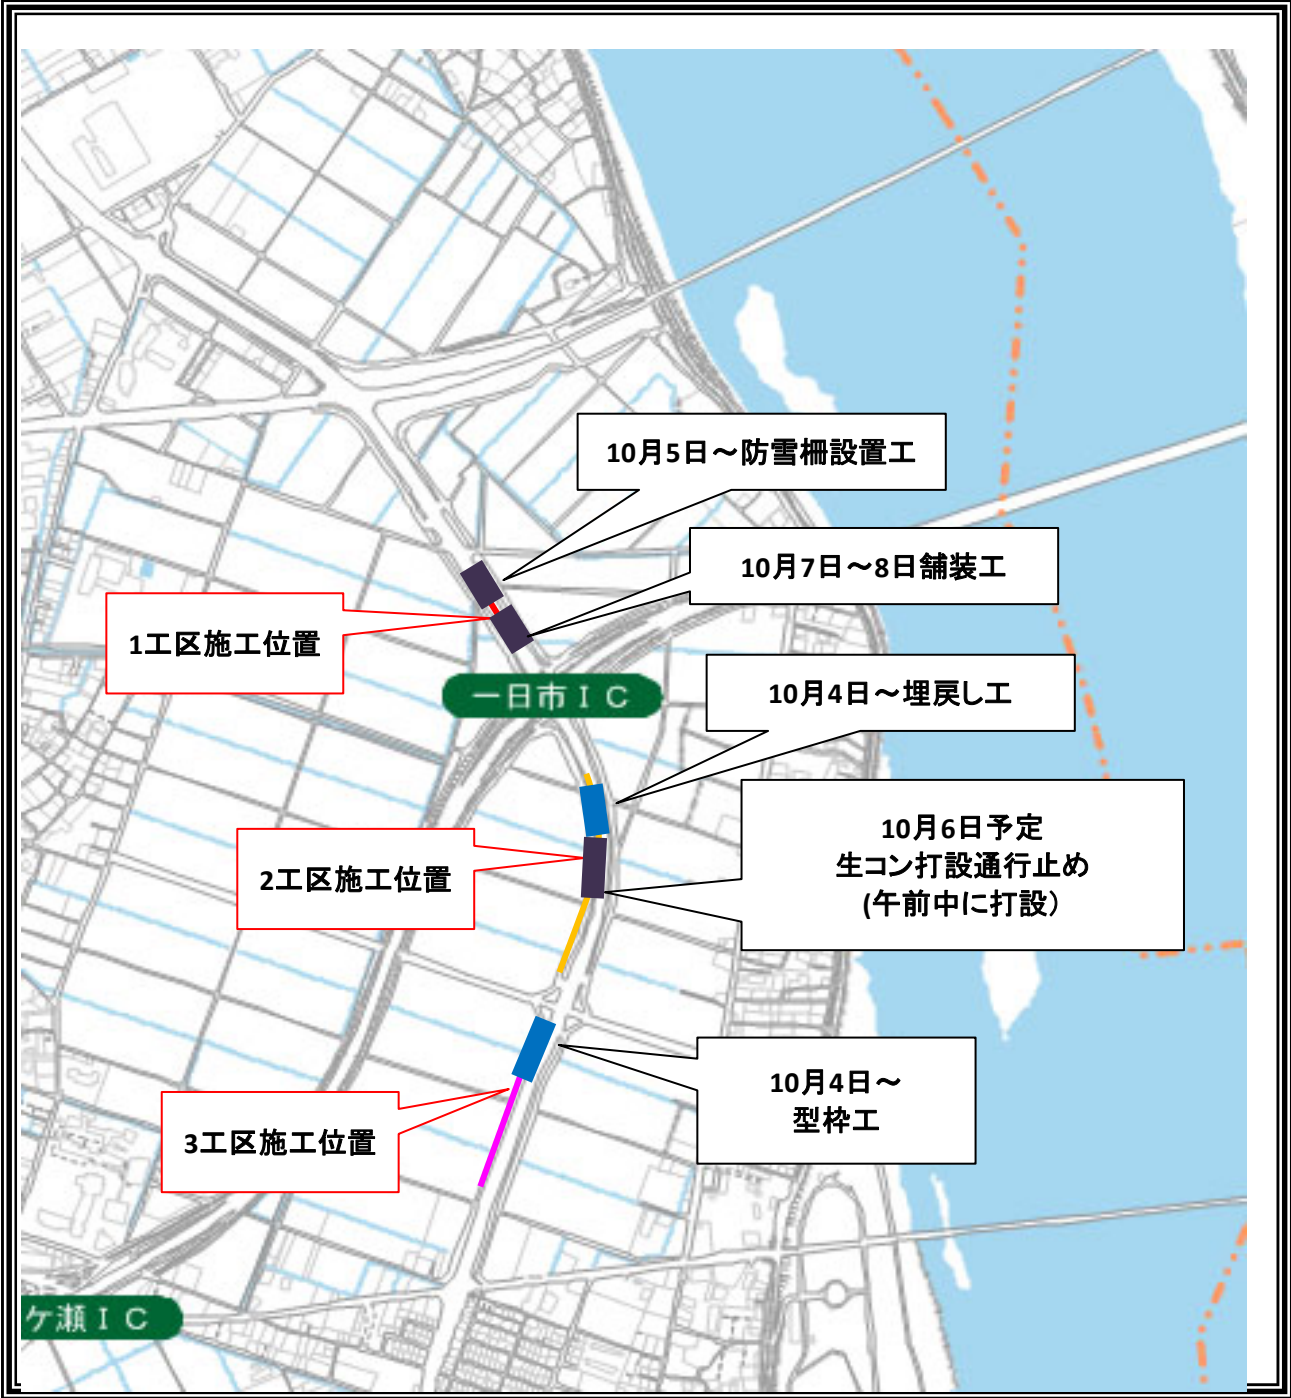 10月5日～防雪柵設置工
10月7日～8日舗装工
1工区施工位置
一日市ＩＣ
10月4日～埋戻し工
10月6日予定
生コン打設通行止め
(午前中に打設）
2工区施工位置
10月4日～
型枠工
3工区施工位置
ケ瀬ＩＣ